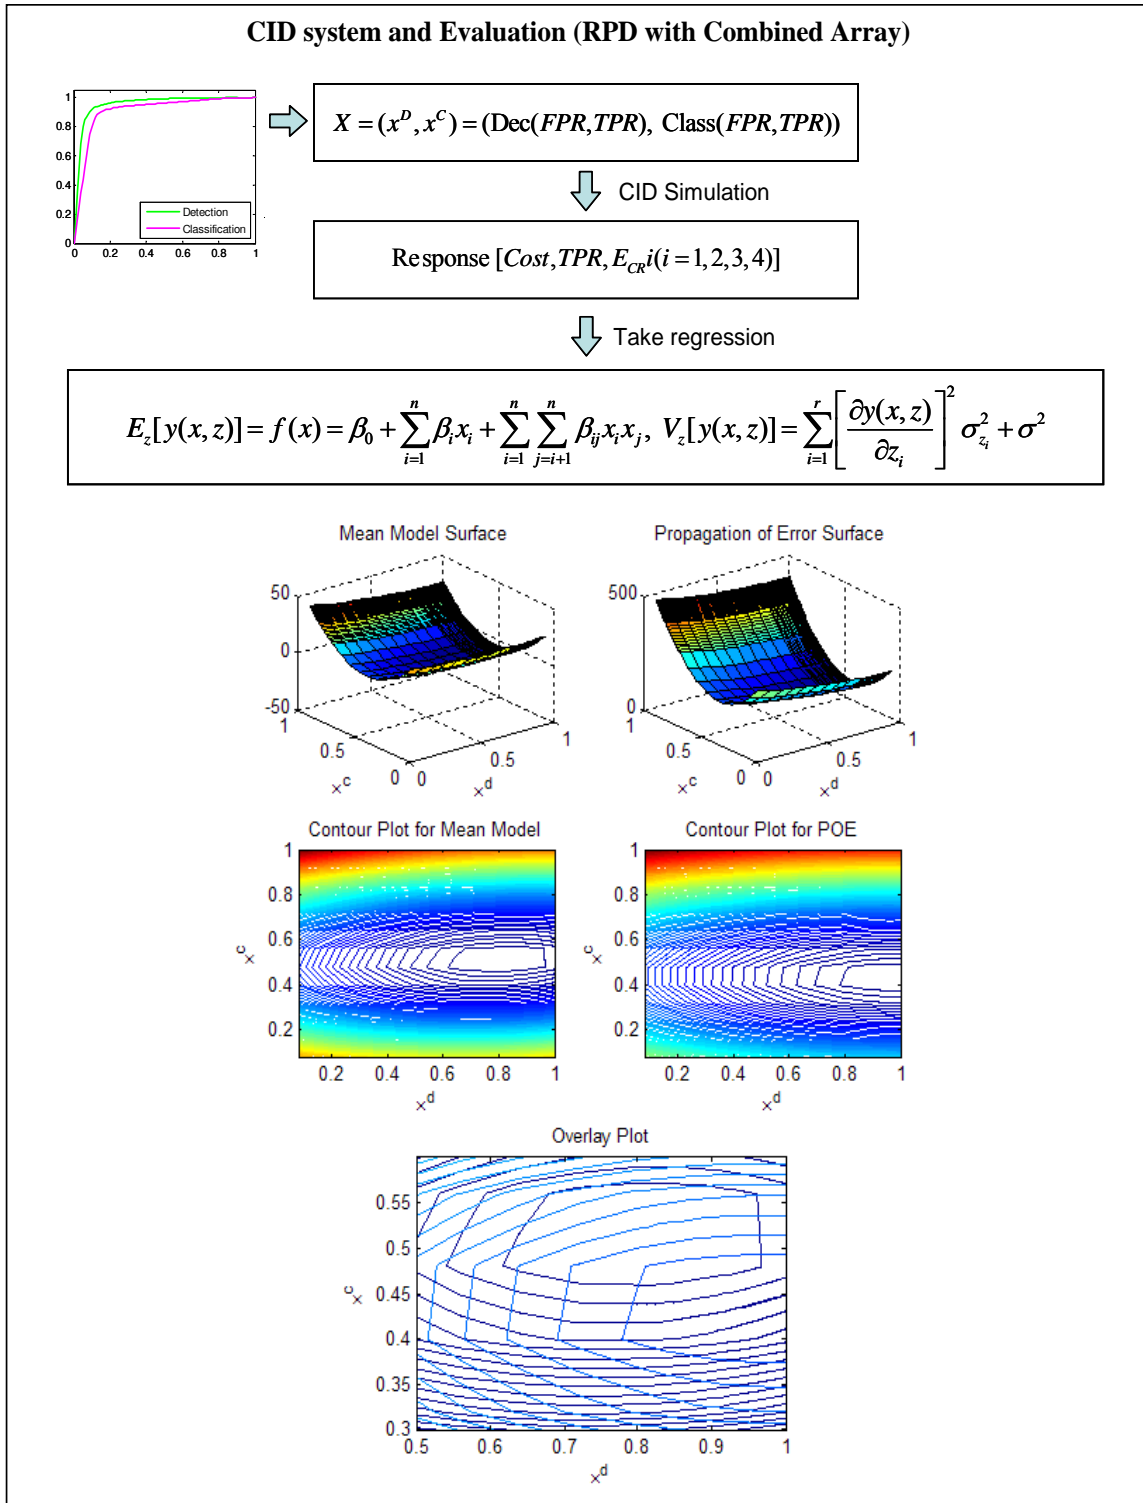 CID system and Evaluation (RPD with Combined Array)
1
0.8
0.6
0.4
0.2
0
0 0.2 0.4 0.6 0.8 1
Detection
Classification
X = (x^D, x^C) = (Dec(FPR,TPR), Class(FPR,TPR))
CID Simulation
Response [Cost,TPR, E_CR i(i = 1, 2, 3, 4)]
Take regression
E_z[y(x, z)] = f(x) = β_0 + ∑_{i=1}^{n} β_i x_i + ∑_{i=1}^{n} ∑_{j=i+1}^{n} β_ij x_i x_j, V_z[y(x, z)] = ∑_{i=1}^{r} [∂y(x, z)/∂z_i]^2 σ^2_{z_i} + σ^2
Mean Model Surface
50
0
-50
1
0.5
0
0
0.5
1
x^c
x^d
Propagation of Error Surface
500
0
1
0.5
0
0
0.5
1
x^c
x^d
Contour Plot for Mean Model
1
0.8
0.6
0.4
0.2
x^c
0.2 0.4 0.6 0.8 1
x^d
Contour Plot for POE
1
0.8
0.6
0.4
0.2
x^c
0.2 0.4 0.6 0.8 1
x^d
Overlay Plot
0.55
0.5
0.45
0.4
0.35
0.3
x^c
0.5 0.6 0.7 0.8 0.9 1
x^d